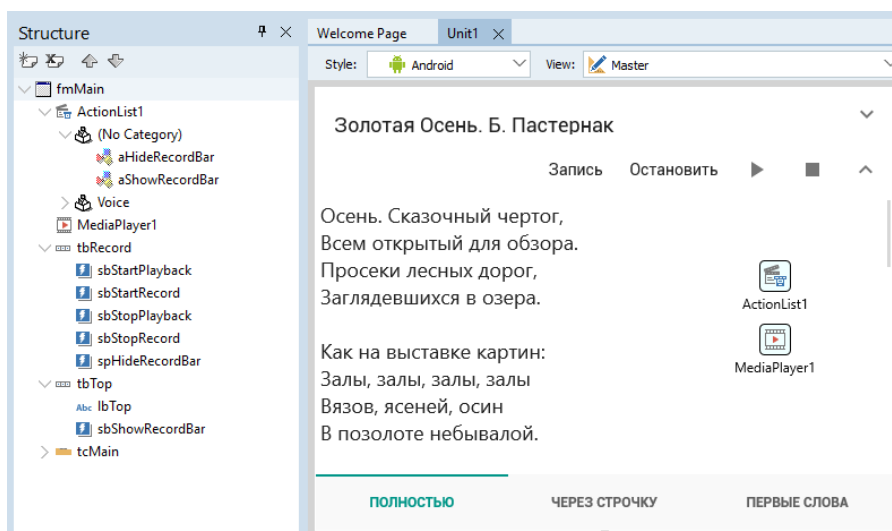 Structure
fmMain
ActionList1
(No Category)
aHideRecordBar
aShowRecordBar
Voice
MediaPlayer1
tbRecord
sbStartPlayback
sbStartRecord
sbStopPlayback
sbStopRecord
spHideRecordBar
tbTop
Abc lbTop
sbShowRecordBar
tcMain
Welcome Page Unit1
Style: Android View: Master
Золотая Осень. Б. Пастернак
Запись Остановить
Осень. Сказочный чертог,
Всем открытый для обзора.
Просеки лесных дорог,
Заглядевшихся в озера.
Как на выставке картин:
Залы, залы, залы, залы
Вязов, ясеней, осин
В позолоте небывалой.
ActionList1
MediaPlayer1
ПОЛНОСТЬЮ ЧЕРЕЗ СТРОЧКУ ПЕРВЫЕ СЛОВА